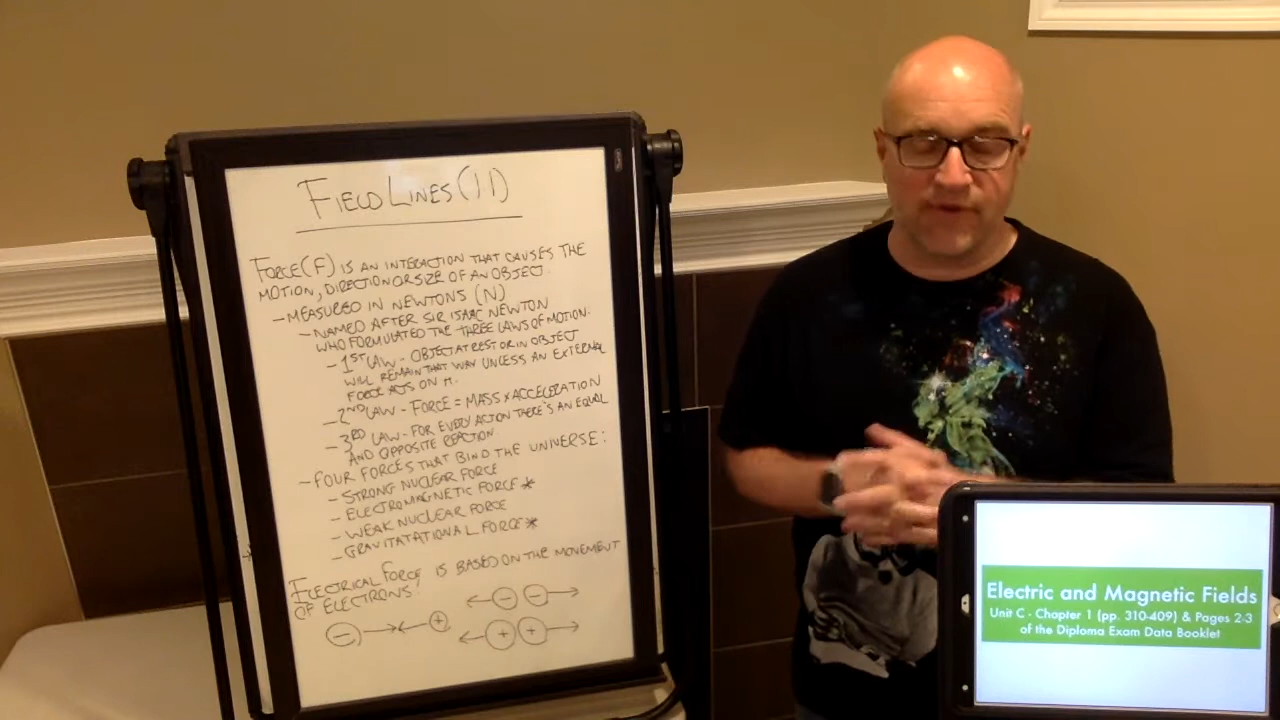 FIELD LINES (11)
FORCE (F) IS AN INTERACTION THAT CAUSES THE
MOTION, DIRECTION OR SIZE OF AN OBJECT.
- MEASURED IN NEWTONS (N)
- NAMED AFTER SIR ISAAC NEWTON
WHO FORMULATED THE THREE LAWS OF MOTION.
- 1ST LAW - OBJECT AT REST OR IN OBJECT
WILL REMAIN THAT WAY UNLESS AN EXTERNAL
FORCE ACTS ON IT.
- 2ND LAW - FORCE = MASS x ACCELERATION
- 3RD LAW - FOR EVERY ACTION THERE'S AN EQUAL
AND OPPOSITE REACTION.
- FOUR FORCES THAT BIND THE UNIVERSE:
- STRONG NUCLEAR FORCE
- ELECTROMAGNETIC FORCE *
- WEAK NUCLEAR FORCE
- GRAVITATATIONAL FORCE *
ELECTRICAL FORCE IS BASED ON THE MOVEMENT
OF ELECTRONS!
- + - -
+ +
Electric and Magnetic Fields
Unit C - Chapter 1 (pp. 310-409) & Pages 2-3
of the Diploma Exam Data Booklet